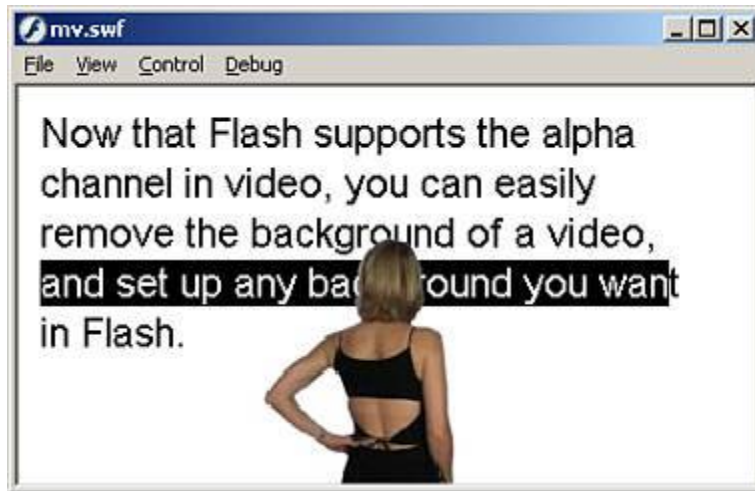 mv.swf
File View Control Debug
Now that Flash supports the alpha
channel in video, you can easily
remove the background of a video,
and set up any background you want
in Flash.